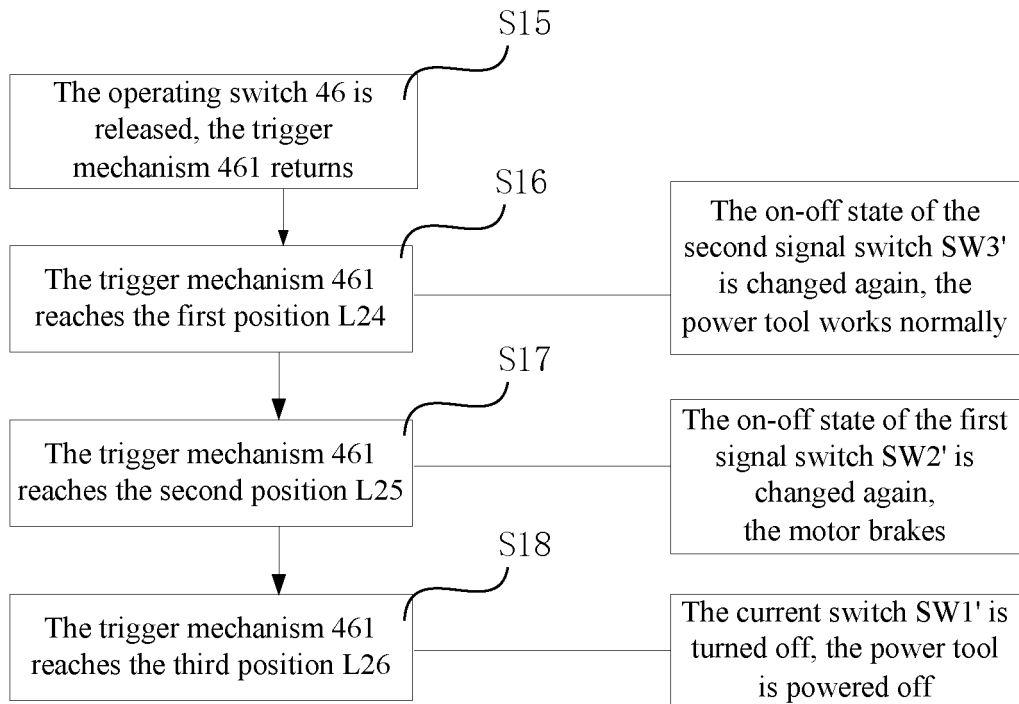 S15
The operating switch 46 is
released, the trigger
mechanism 461 returns
S16
The trigger mechanism 461
reaches the first position L24
The on-off state of the
second signal switch SW3'
is changed again, the
power tool works normally
S17
The trigger mechanism 461
reaches the second position L25
The on-off state of the first
signal switch SW2' is
changed again,
the motor brakes
S18
The trigger mechanism 461
reaches the third position L26
The current switch SW1' is
turned off, the power tool
is powered off